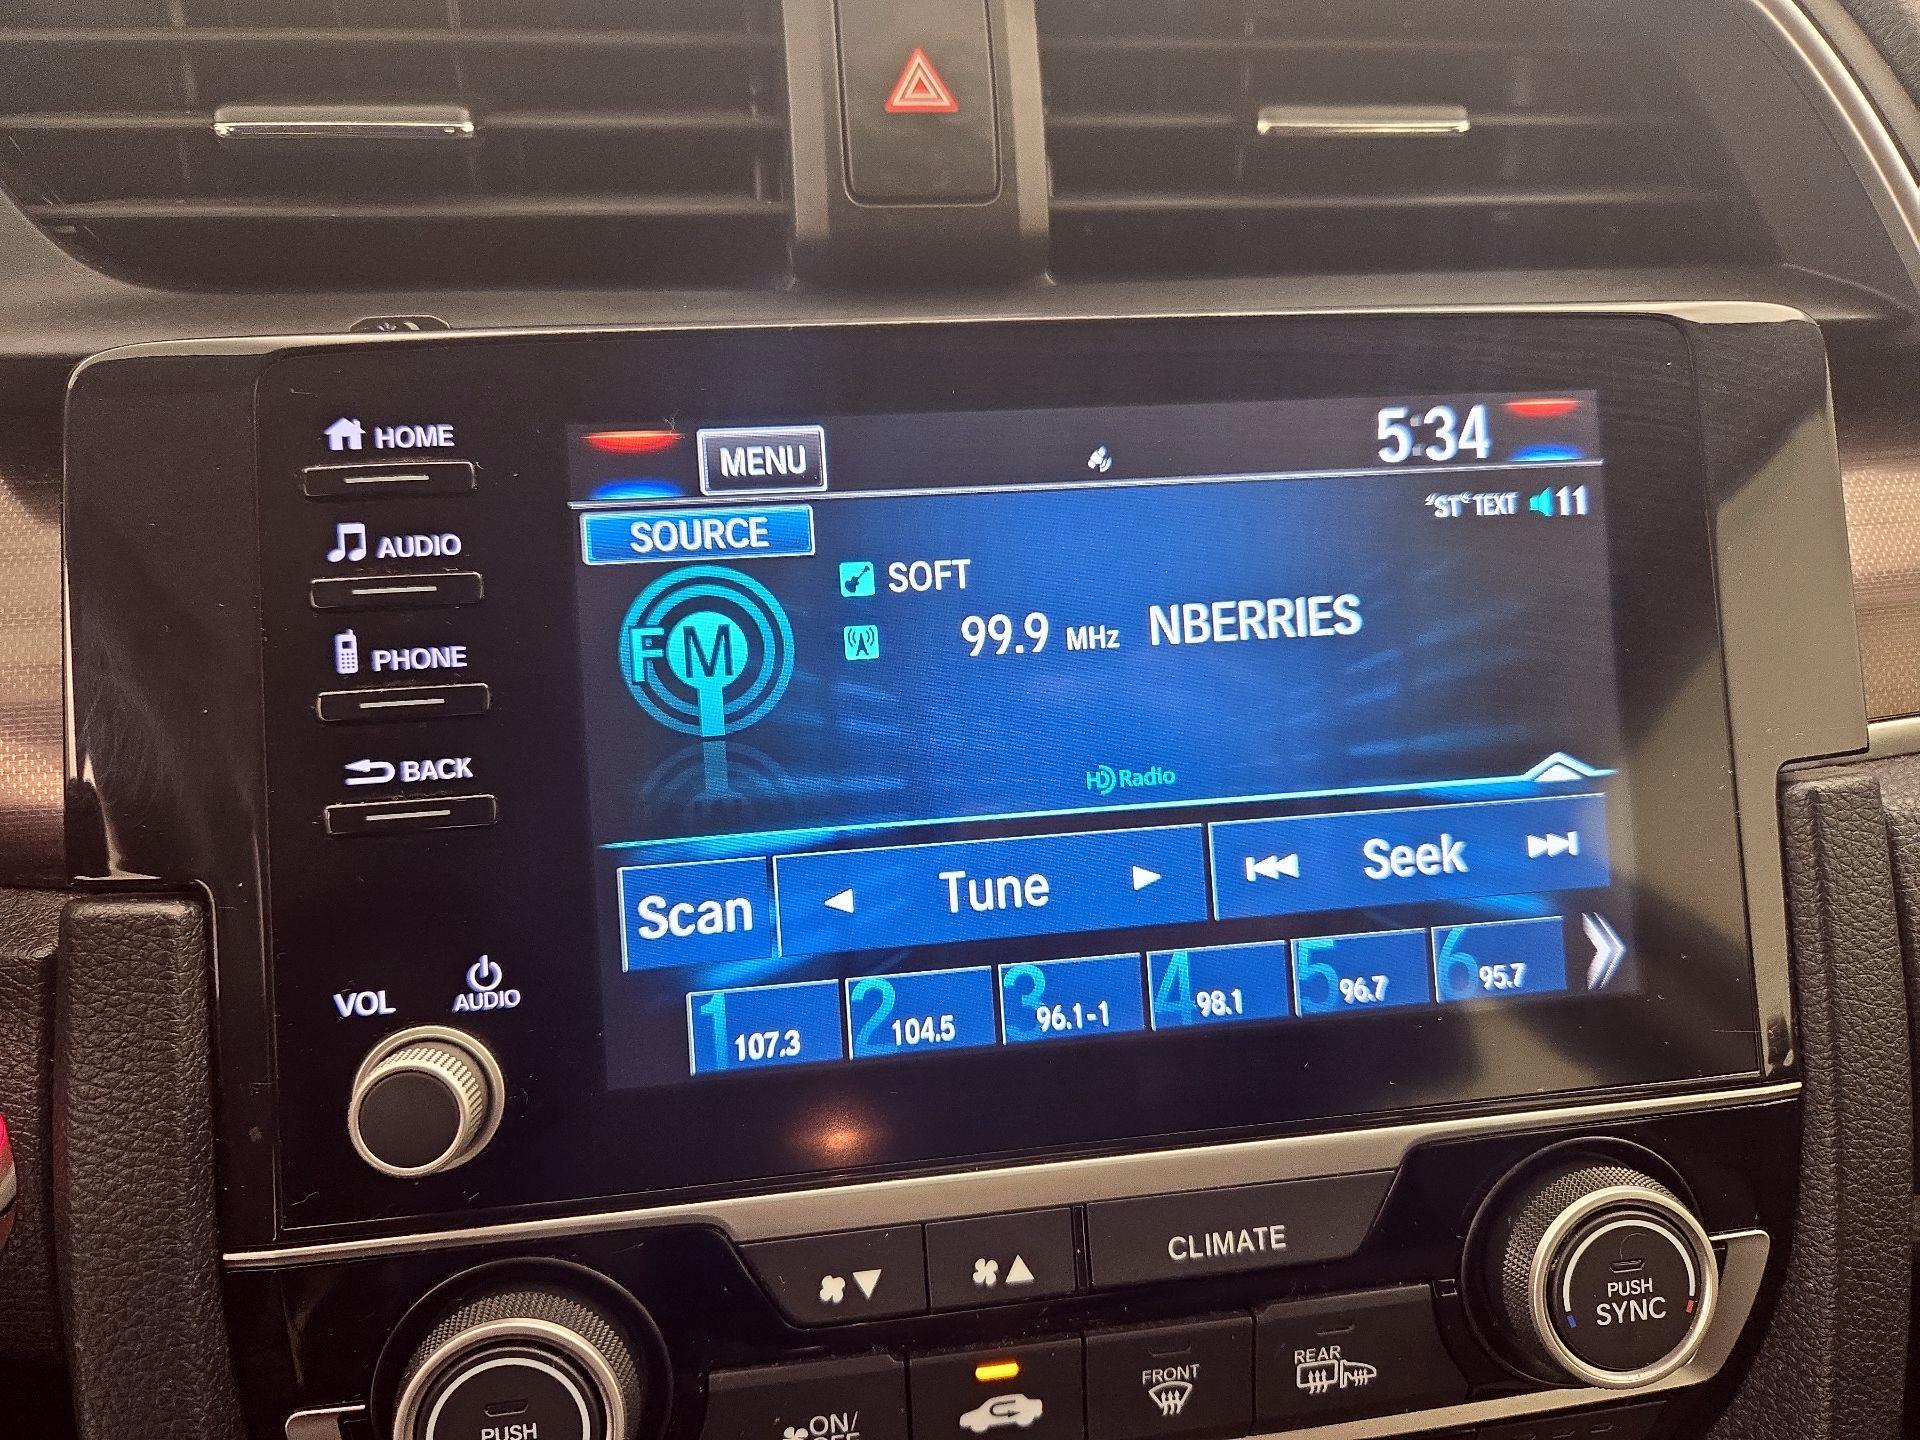 HOME
MENU
5:34
"ST" TEXT 11
SOURCE
AUDIO
SOFT
FM
99.9 MHz NBERRIES
PHONE
BACK
HD Radio
Scan
Tune
Seek
VOL
AUDIO
1 107.3
2 104.5
3 96.1-1
4 98.1
5 96.7
6 95.7
CLIMATE
PUSH
SYNC
FRONT
REAR
ON/
OFF
PUSH